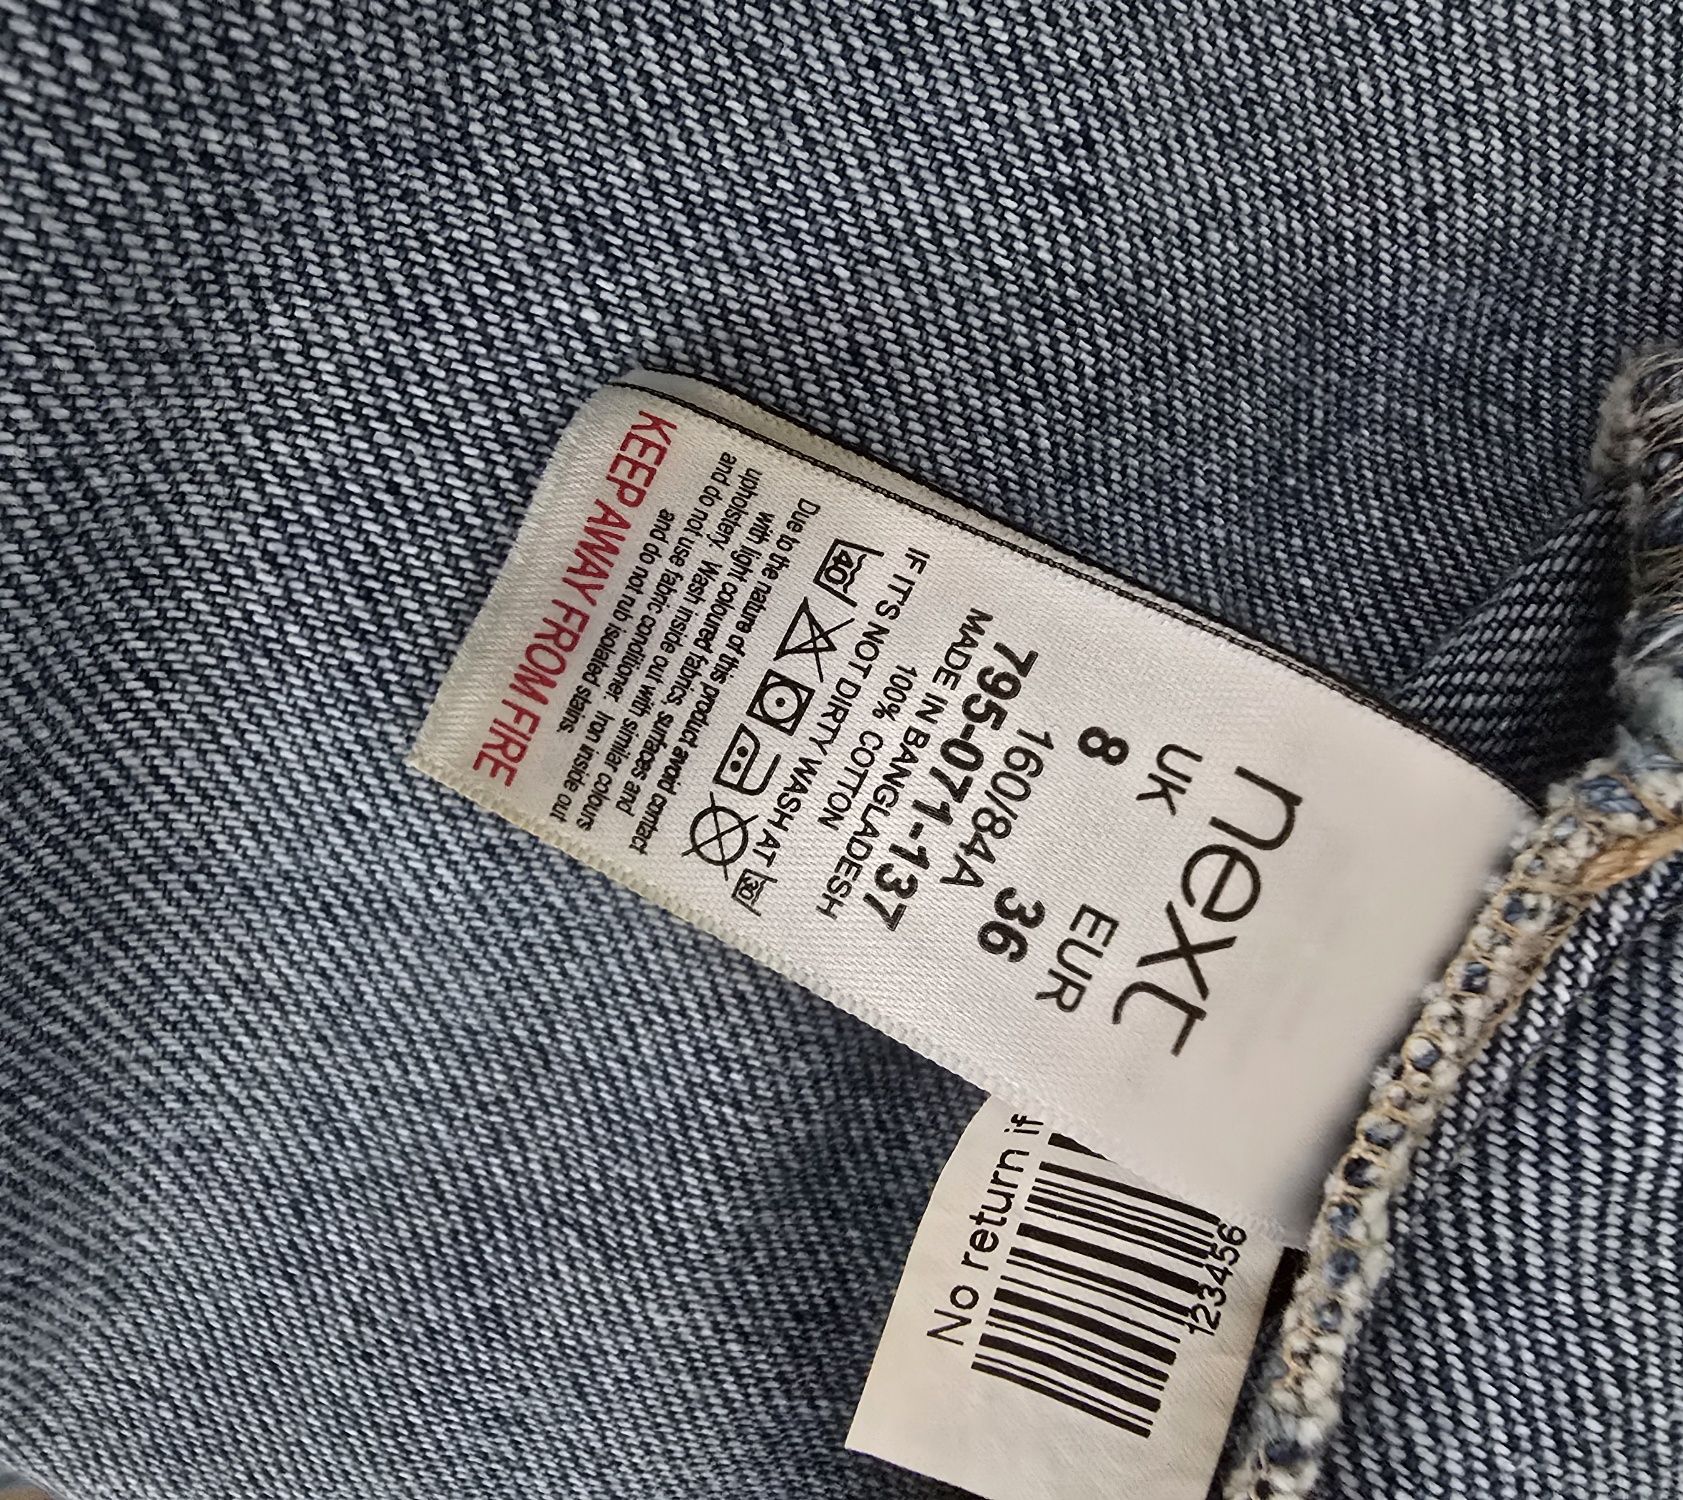 next
UK EUR
8 36
160/84A
795-071-137
MADE IN BANGLADESH
100% COTTON
IF IT'S NOT DIRTY WASH AT 30
40
Due to the nature of this product avoid contact
with light coloured fabrics, surfaces and
upholstery. Wash inside out with similar colours
and do not use fabric conditioner. Iron inside out
and do not rub isolated stains.
KEEP AWAY FROM FIRE
No return if
123456